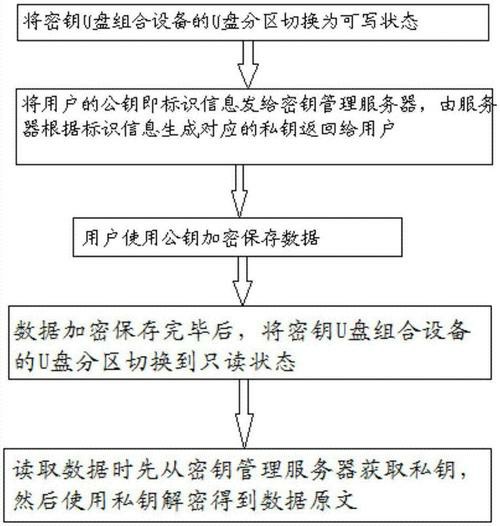 将密钥U盘组合设备的U盘分区切换为可写状态
将用户的公钥即标识信息发给密钥管理服务器，由服务
器根据标识信息生成对应的私钥返回给用户
用户使用公钥加密保存数据
数据加密保存完毕后，将密钥U盘组合设备
的U盘分区切换到只读状态
读取数据时先从密钥管理服务器获取私钥，
然后使用私钥解密得到数据原文